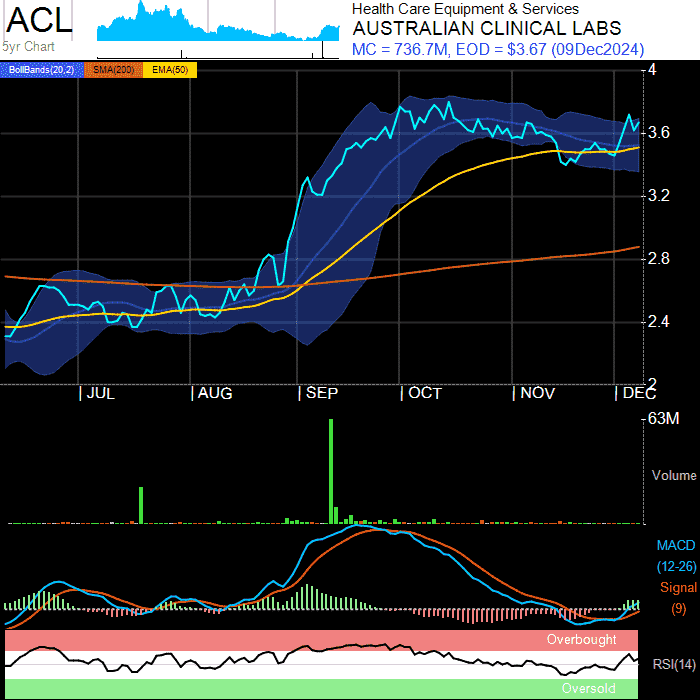 ACL
5yr Chart
Health Care Equipment & Services
AUSTRALIAN CLINICAL LABS
MC = 736.7M, EOD = $3.67 (09Dec2024)
BollBands(20,2) SMA(200) EMA(50)
4
3.6
3.2
2.8
2.4
2
JUL AUG SEP OCT NOV DEC
63M
Volume
MACD
(12-26)
Signal
(9)
Overbought
RSI(14)
Oversold